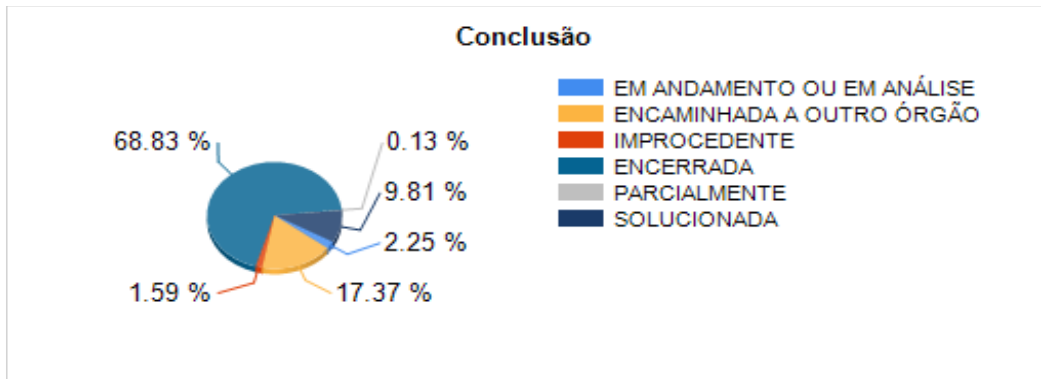 Conclusão
EM ANDAMENTO OU EM ANÁLISE
ENCAMINHADA A OUTRO ÓRGÃO
IMPROCEDENTE
ENCERRADA
PARCIALMENTE
SOLUCIONADA
68.83 %
0.13 %
9.81 %
2.25 %
1.59 %
17.37 %